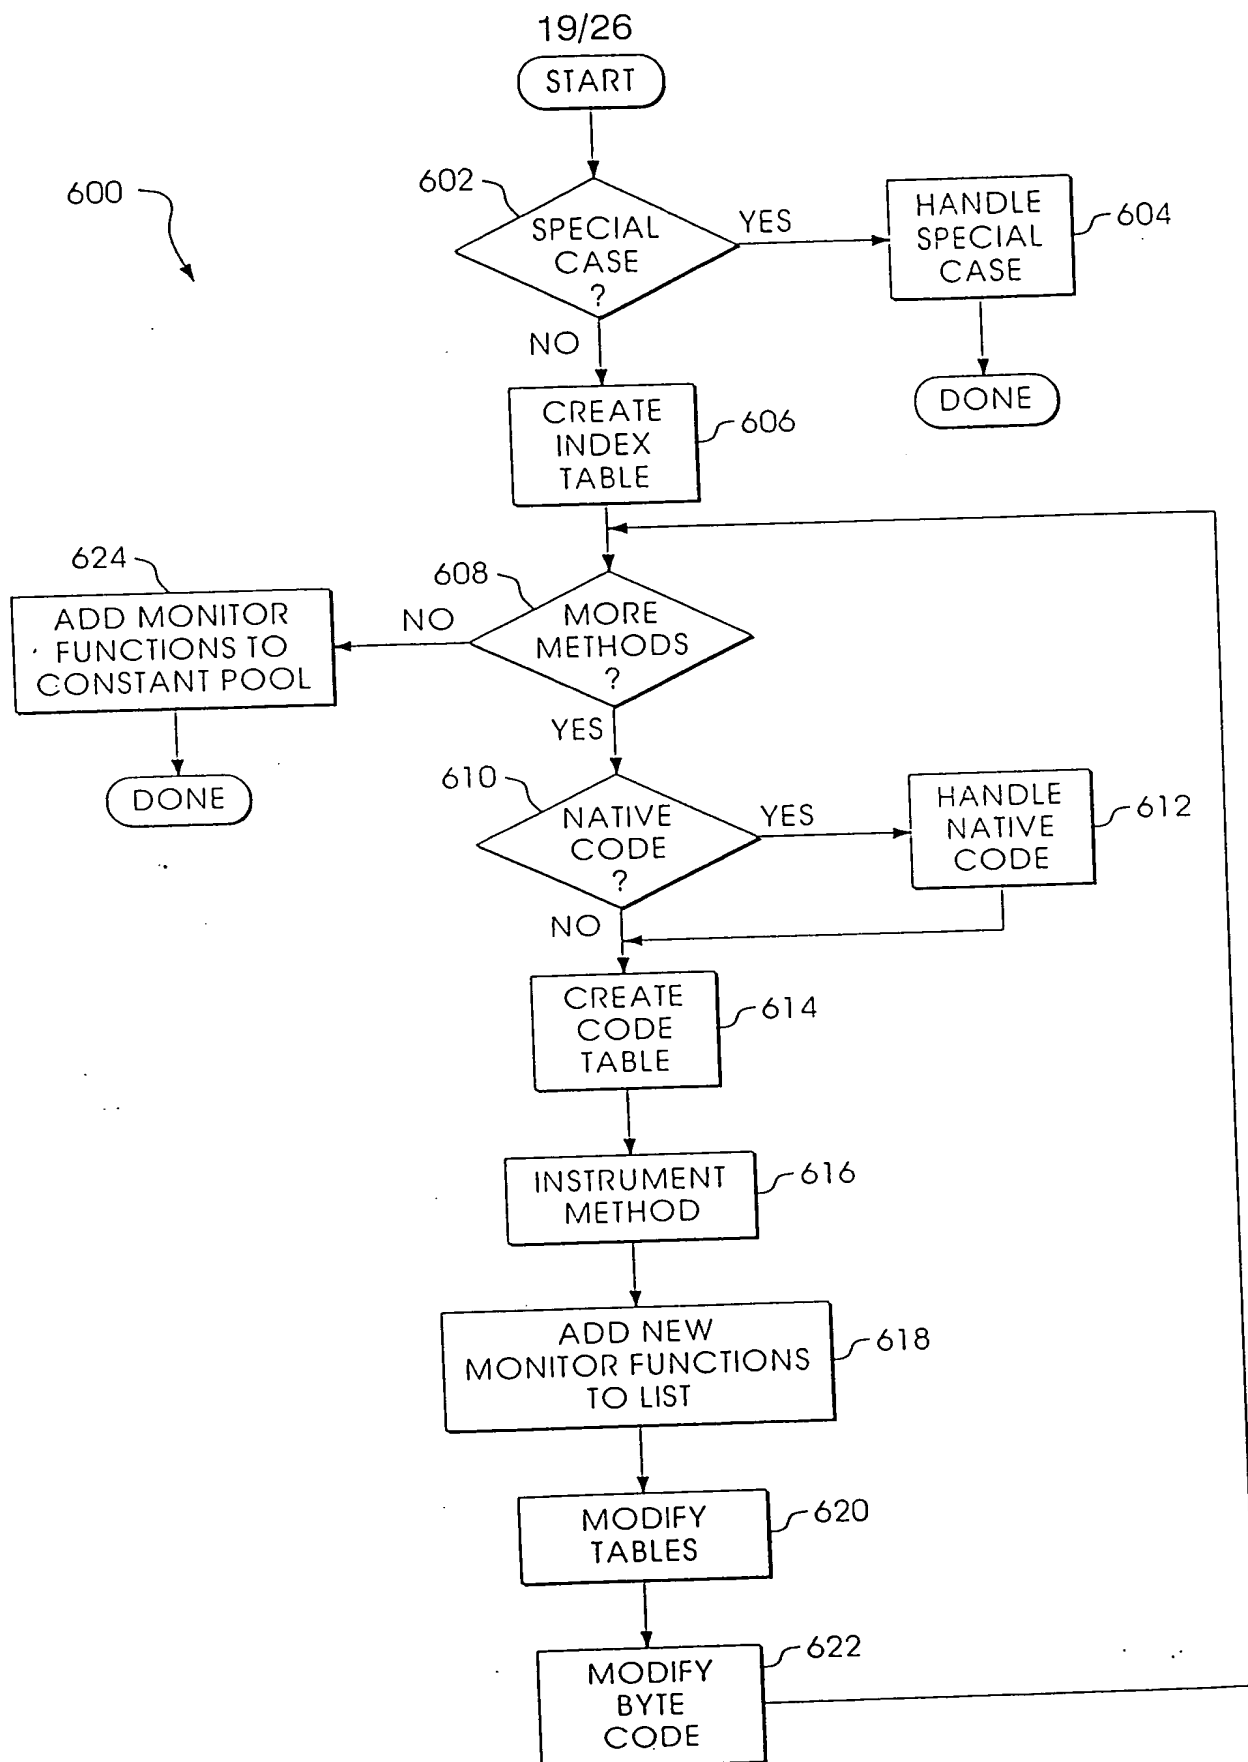 19/26
START
600
602
SPECIAL
CASE
?
YES
HANDLE
SPECIAL
CASE
604
NO
DONE
CREATE
INDEX
TABLE
606
624
ADD MONITOR
FUNCTIONS TO
CONSTANT POOL
NO
608
MORE
METHODS
?
DONE
YES
610
NATIVE
CODE
?
YES
HANDLE
NATIVE
CODE
612
NO
CREATE
CODE
TABLE
614
INSTRUMENT
METHOD
616
ADD NEW
MONITOR FUNCTIONS
TO LIST
618
MODIFY
TABLES
620
MODIFY
BYTE
CODE
622